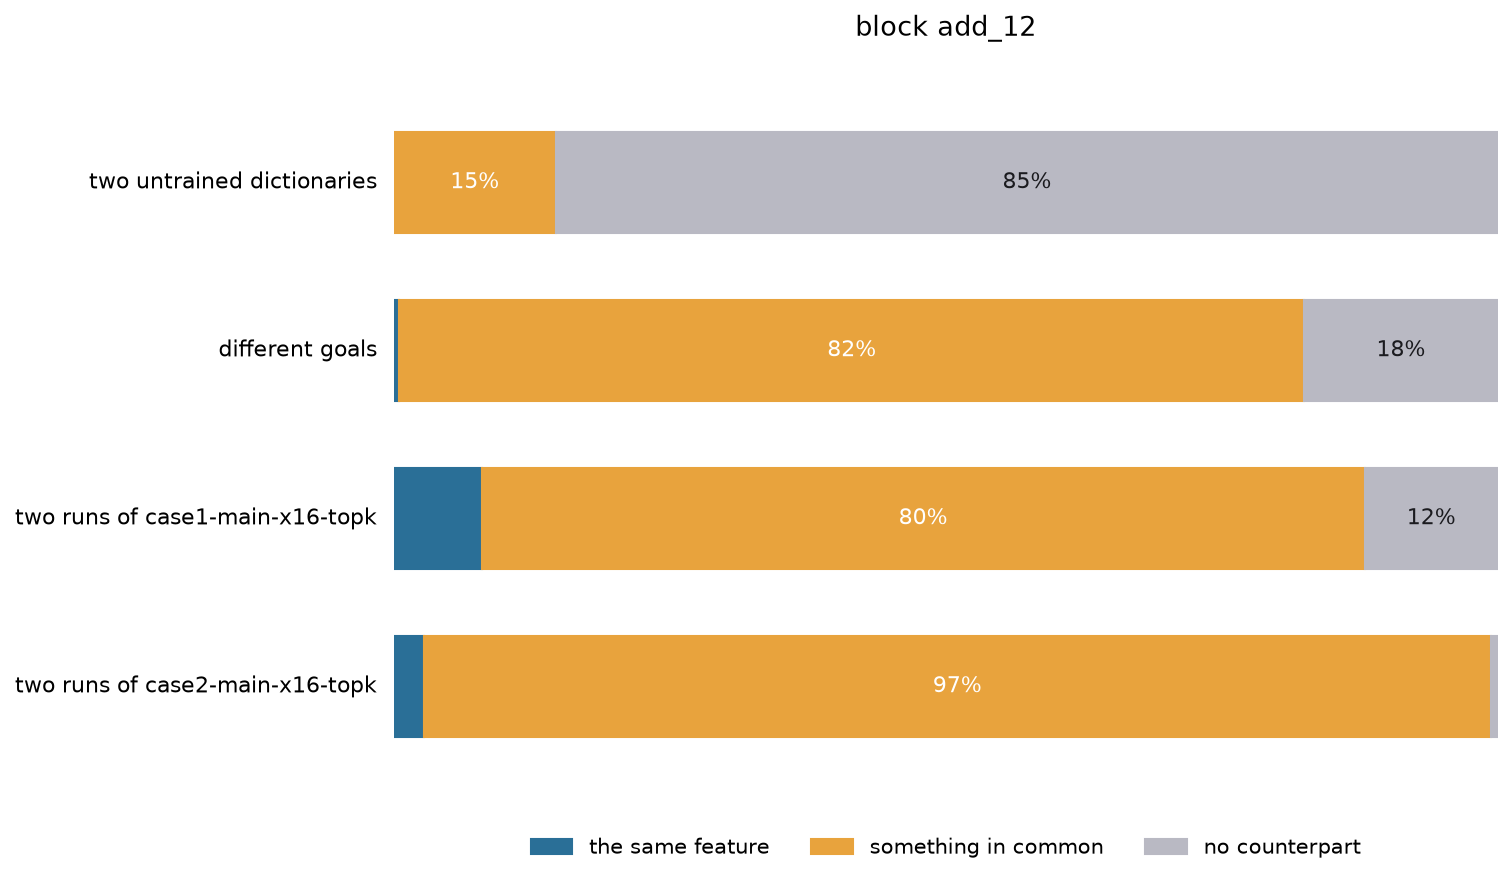 block add_12
two untrained dictionaries
15%
85%
different goals
82%
18%
two runs of case1-main-x16-topk
80%
12%
two runs of case2-main-x16-topk
97%
the same feature
something in common
no counterpart